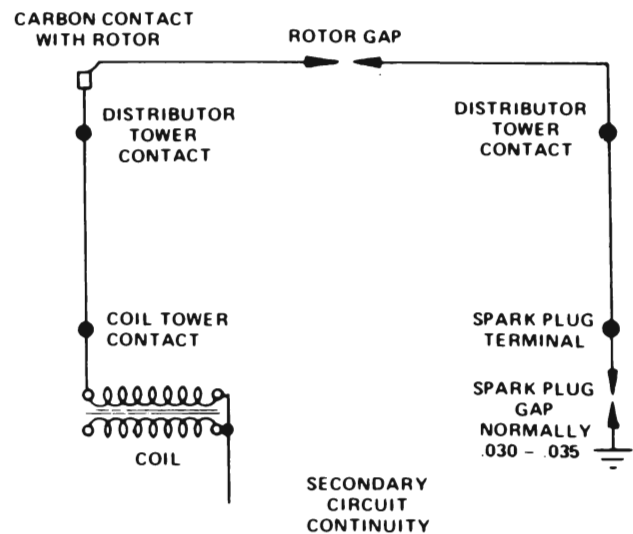 CARBON CONTACT
WITH ROTOR
ROTOR GAP
DISTRIBUTOR
TOWER
CONTACT
DISTRIBUTOR
TOWER
CONTACT
COIL TOWER
CONTACT
SPARK PLUG
TERMINAL
SPARK PLUG
GAP
NORMALLY
.030 – .035
COIL
SECONDARY
CIRCUIT
CONTINUITY